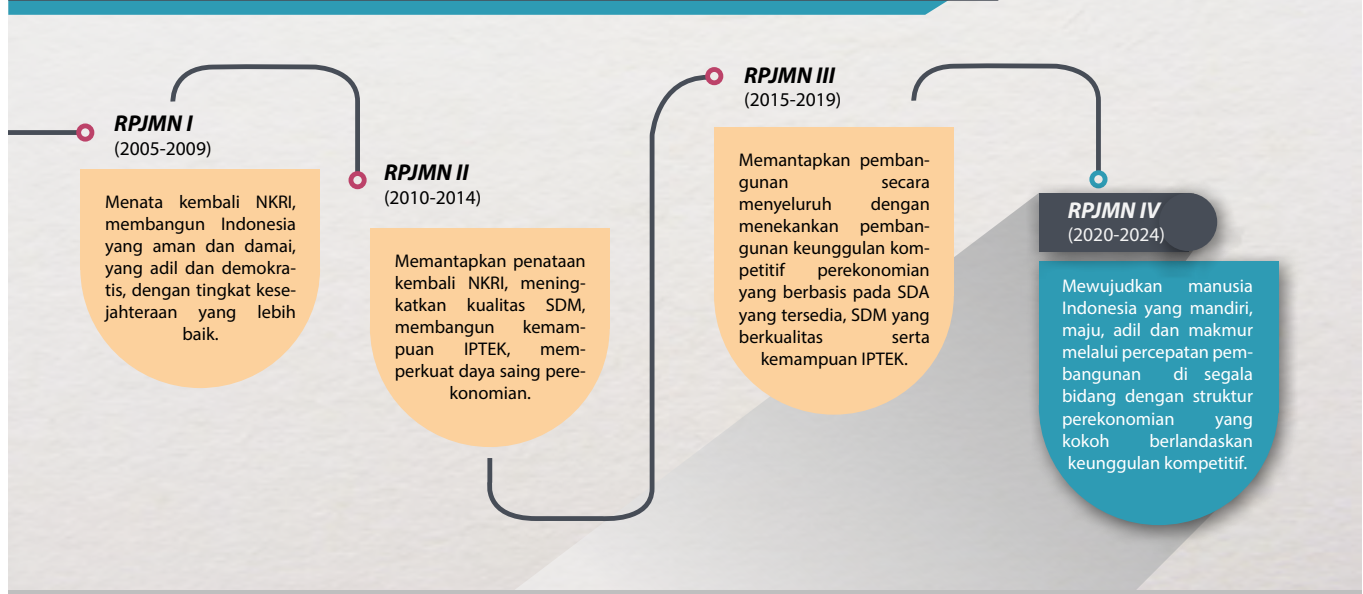 RPJMN I
(2005-2009)
Menata kembali NKRI,
membangun Indonesia
yang aman dan damai,
yang adil dan demokra-
tis, dengan tingkat kese-
jahteraan yang lebih
baik.
RPJMN II
(2010-2014)
Memantapkan penataan
kembali NKRI, mening-
katkan kualitas SDM,
membangun kemam-
puan IPTEK, mem-
perkuat daya saing pere-
konomian.
RPJMN III
(2015-2019)
Memantapkan pemban-
gunan secara
menyeluruh dengan
menekankan pemban-
gunan keunggulan kom-
petitif perekonomian
yang berbasis pada SDA
yang tersedia, SDM yang
berkualitas serta
kemampuan IPTEK.
RPJMN IV
(2020-2024)
Mewujudkan manusia
Indonesia yang mandiri,
maju, adil dan makmur
melalui percepatan pem-
bangunan di segala
bidang dengan struktur
perekonomian yang
kokoh berlandaskan
keunggulan kompetitif.